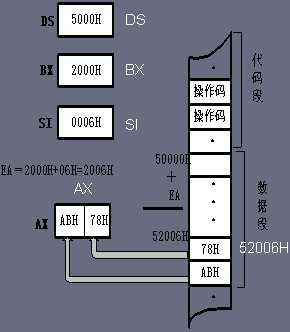 DS 5000H DS
BX 2000H BX
SI 0006H SI
EA=2000H+06H=2006H
AX
AX ABH 78H
代码段
操作码
操作码
50000H
+
EA
数据段
52006H
78H 52006H
ABH